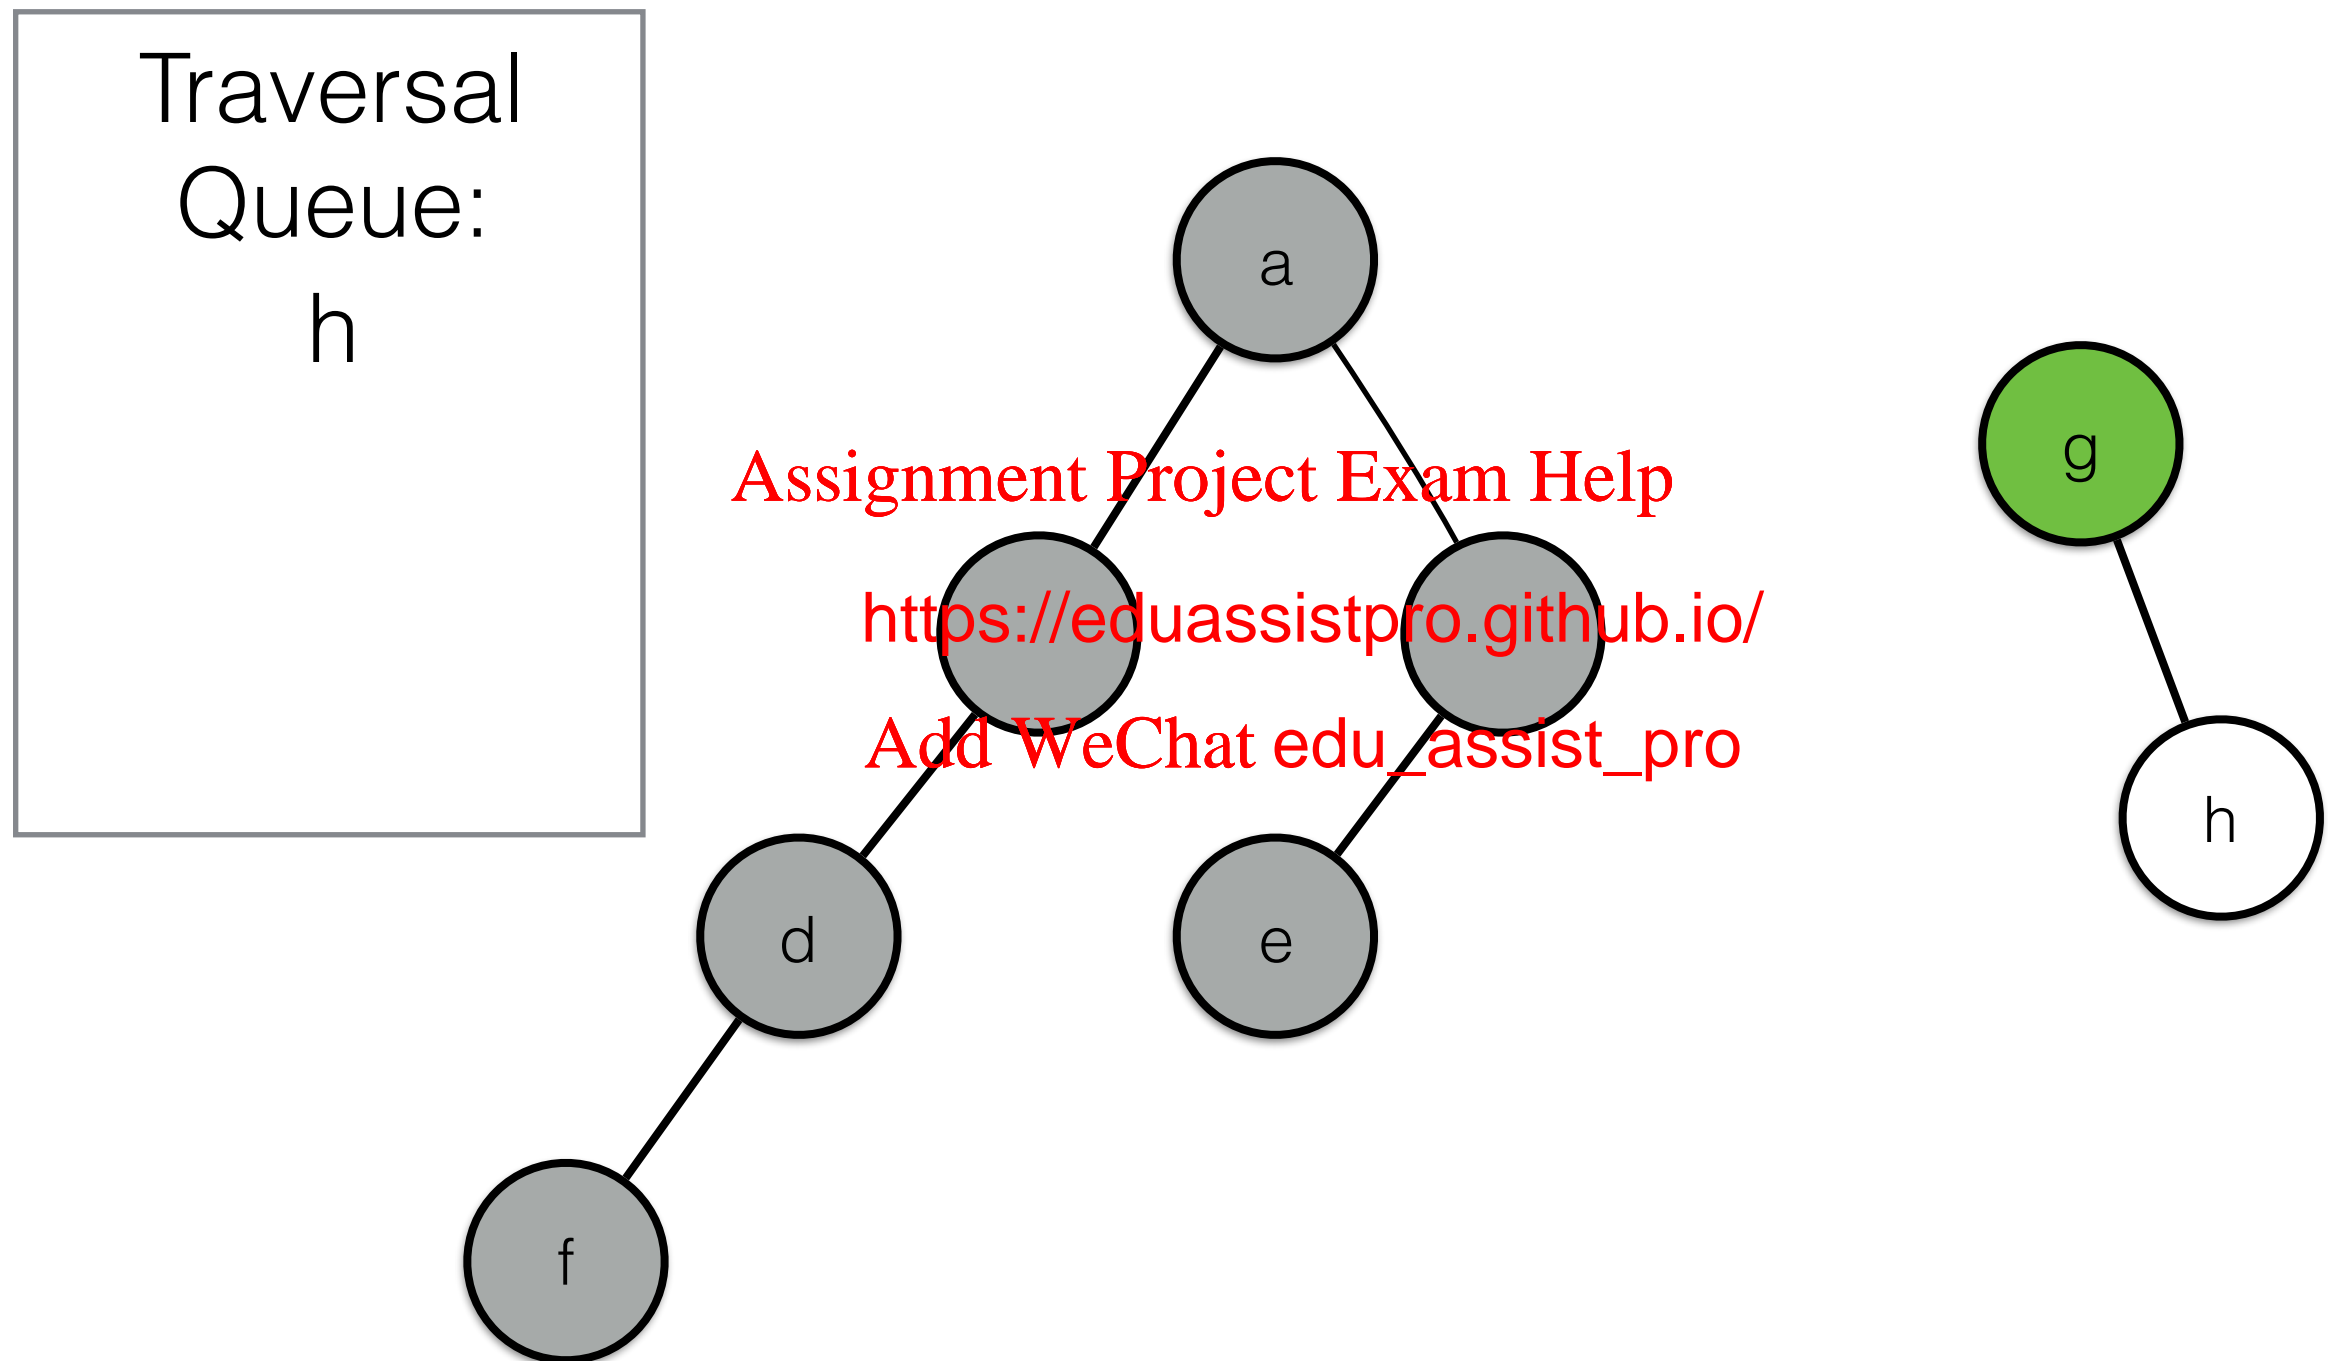 Traversal
Queue:
h
a
g
Assignment Project Exam Help
https://eduassistpro.github.io/
Add WeChat edu_assist_pro
h
d
e
f